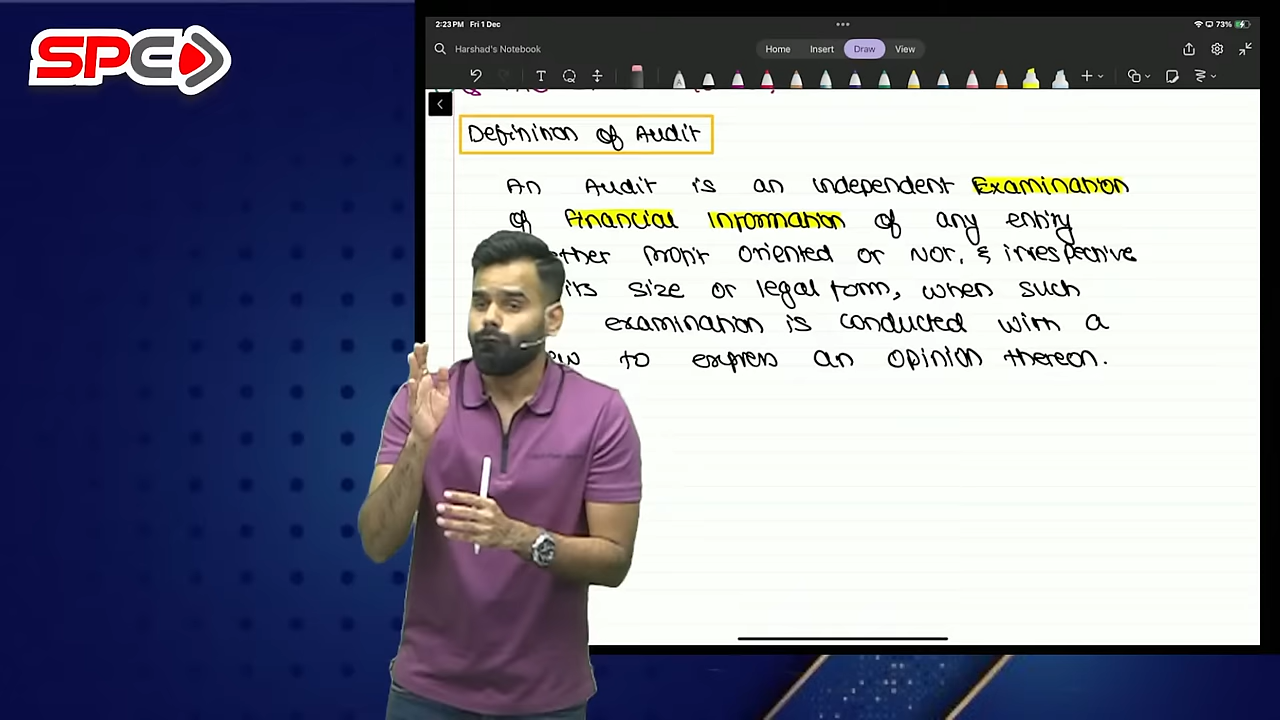 SPC
2:23 PM Fri 1 Dec
73%
Harshad's Notebook
Home Insert Draw View
Definition of Audit
An Audit is an independent Examination
of financial Information of any entity
ether profit oriented or Not, & irrespective
its size or legal form, when such
examination is conducted with a
ew to express an opinion thereon.